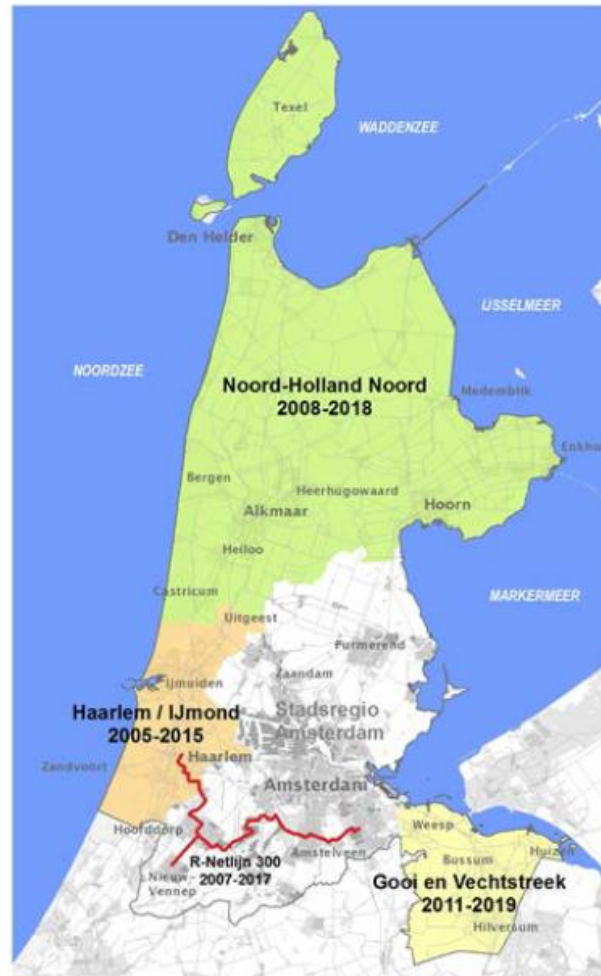 Texel
WADDENZEE
Den Helder
IJSSELMEER
NOORDZEE
Noord-Holland Noord
2008-2018
Medemblik
Enkho
Bergen
Heerhugowaard
Alkmaar
Hoorn
Heiloo
Castricum
MARKERMEER
Uitgeest
Purmerend
Zaandam
IJmuiden
Stadsregio
Amsterdam
Haarlem / IJmond
2005-2015
Haarlem
Zandvoort
Amsterdam
Hoofddorp
Weesp
Amstelveen
Huizen
R-Netlijn 300
Bussum
2007-2017
Nieuw-
Vennep
Gooi en Vechtstreek
2011-2019
Hilversum